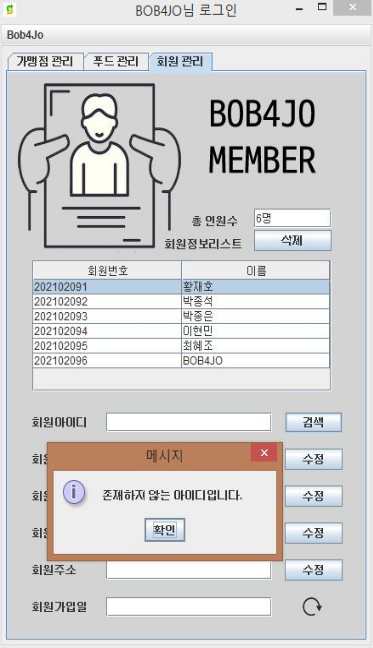 BOB4JO님 로그인
Bob4Jo
가맹점 관리 푸드 관리 회원 관리
BOB4JO
MEMBER
총 인원수 6명
회원정보리스트 삭제
회원번호 이름
202102091 황재호
202102092 박종석
202102093 박종은
202102094 이현민
202102095 최혜조
202102096 BOB4JO
회원아이디 검색
메시지
수정
존재하지 않는 아이디입니다.
수정
확인
수정
회원주소 수정
회원가입일